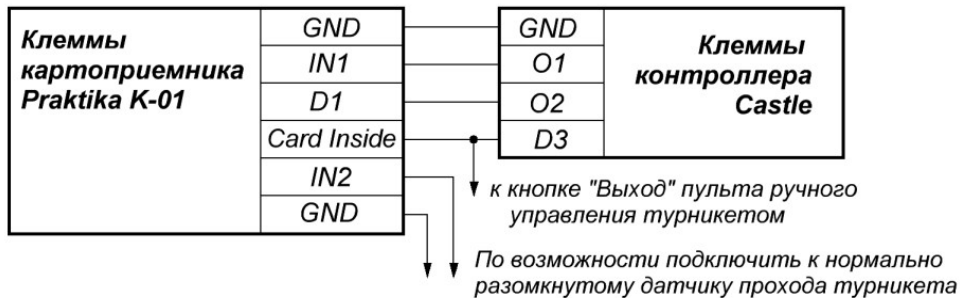 Клеммы
картоприемника
Praktika K-01
GND
IN1
D1
Card Inside
IN2
GND
GND
O1
O2
D3
Клеммы
контроллера
Castle
к кнопке "Выход" пульта ручного
управления турникетом
По возможности подключить к нормально
разомкнутому датчику прохода турникета